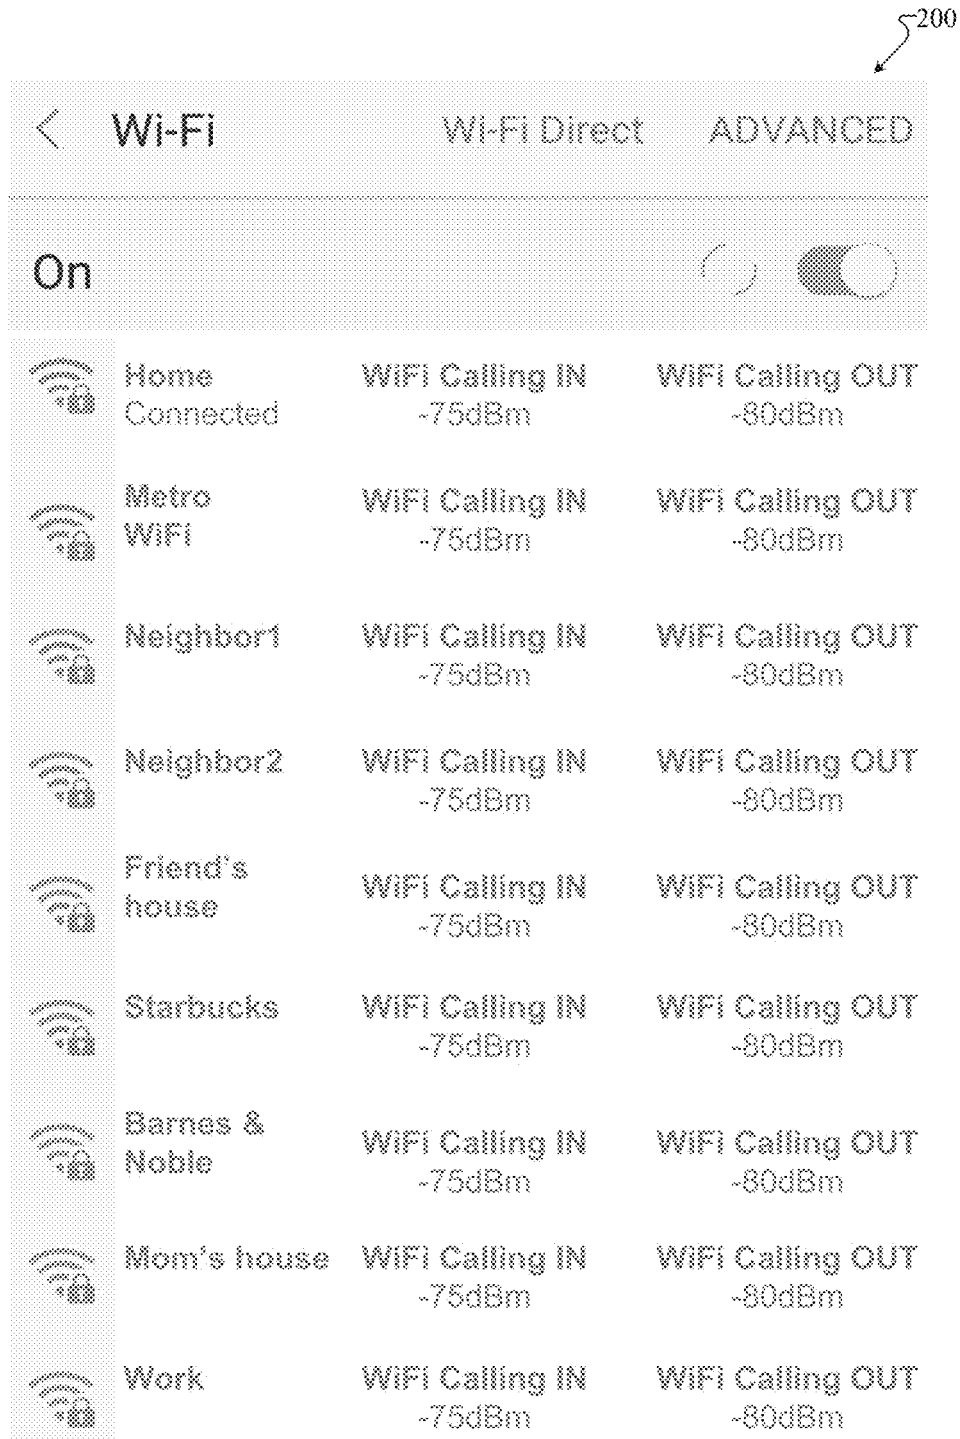 200
Wi-Fi Wi-Fi Direct ADVANCED
On
Home WiFi Calling IN WiFi Calling OUT
Connected -75dBm -80dBm
Metro WiFi Calling IN WiFi Calling OUT
WiFi -75dBm -80dBm
Neighbor1 WiFi Calling IN WiFi Calling OUT
-75dBm -80dBm
Neighbor2 WiFi Calling IN WiFi Calling OUT
-75dBm -80dBm
Friend's
house WiFi Calling IN WiFi Calling OUT
-75dBm -80dBm
Starbucks WiFi Calling IN WiFi Calling OUT
-75dBm -80dBm
Barnes &
Noble WiFi Calling IN WiFi Calling OUT
-75dBm -80dBm
Mom's house WiFi Calling IN WiFi Calling OUT
-75dBm -80dBm
Work WiFi Calling IN WiFi Calling OUT
-75dBm -80dBm